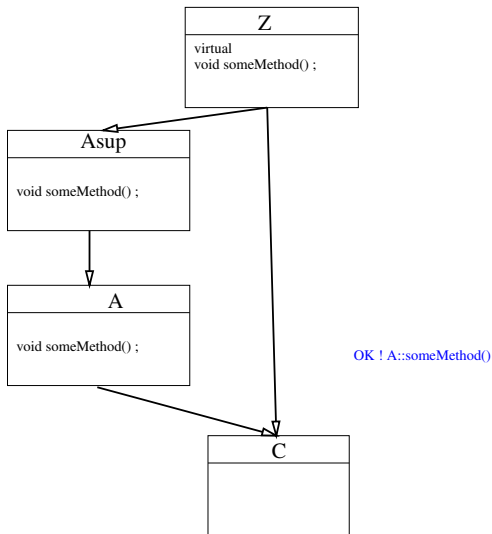 Z
virtual
void someMethod() ;
Asup
void someMethod() ;
A
void someMethod() ;
OK ! A::someMethod()
C